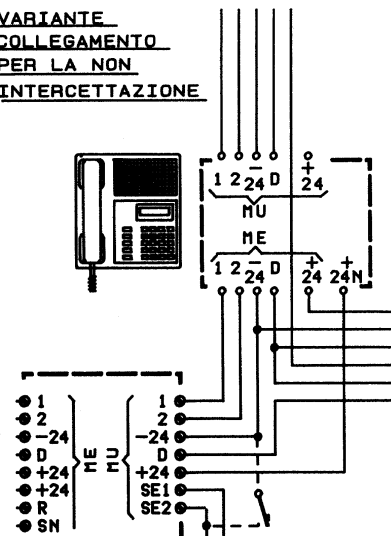 VARIANTE
COLLEGAMENTO
PER LA NON
INTERCETTAZIONE
1 2 -24 D +24
MU
ME
1 2 -24 D +24 +24N
1 1
2 2
-24 -24
D D
+24 +24
+24 SE1
R SE2
SN
ME MU